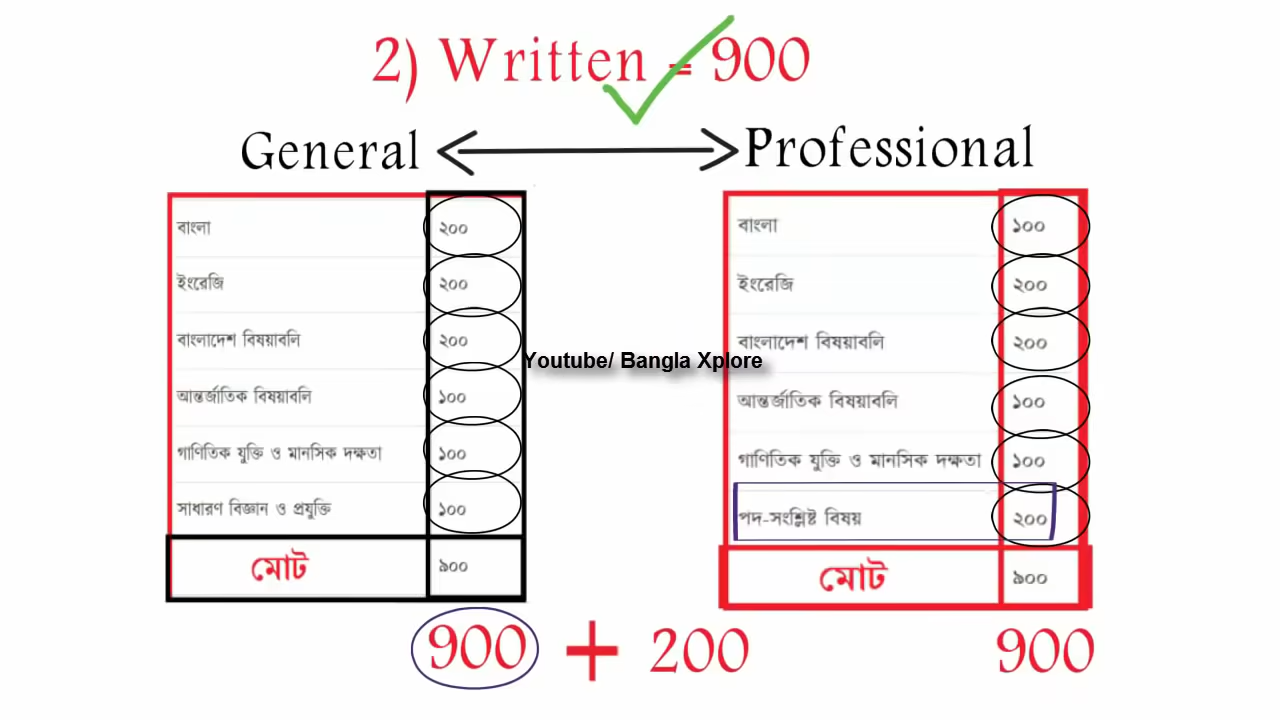 2) Written = 900
General Professional
বাংলা ২০০
ইংরেজি ২০০
বাংলাদেশ বিষয়াবলি ২০০
আন্তর্জাতিক বিষয়াবলি ১০০
গাণিতিক যুক্তি ও মানসিক দক্ষতা ১০০
সাধারণ বিজ্ঞান ও প্রযুক্তি ১০০
মোট ৯০০
বাংলা ১০০
ইংরেজি ২০০
বাংলাদেশ বিষয়াবলি ২০০
আন্তর্জাতিক বিষয়াবলি ১০০
গাণিতিক যুক্তি ও মানসিক দক্ষতা ১০০
পদ-সংশ্লিষ্ট বিষয় ২০০
মোট ৯০০
Youtube/ Bangla Xplore
900 + 200 900